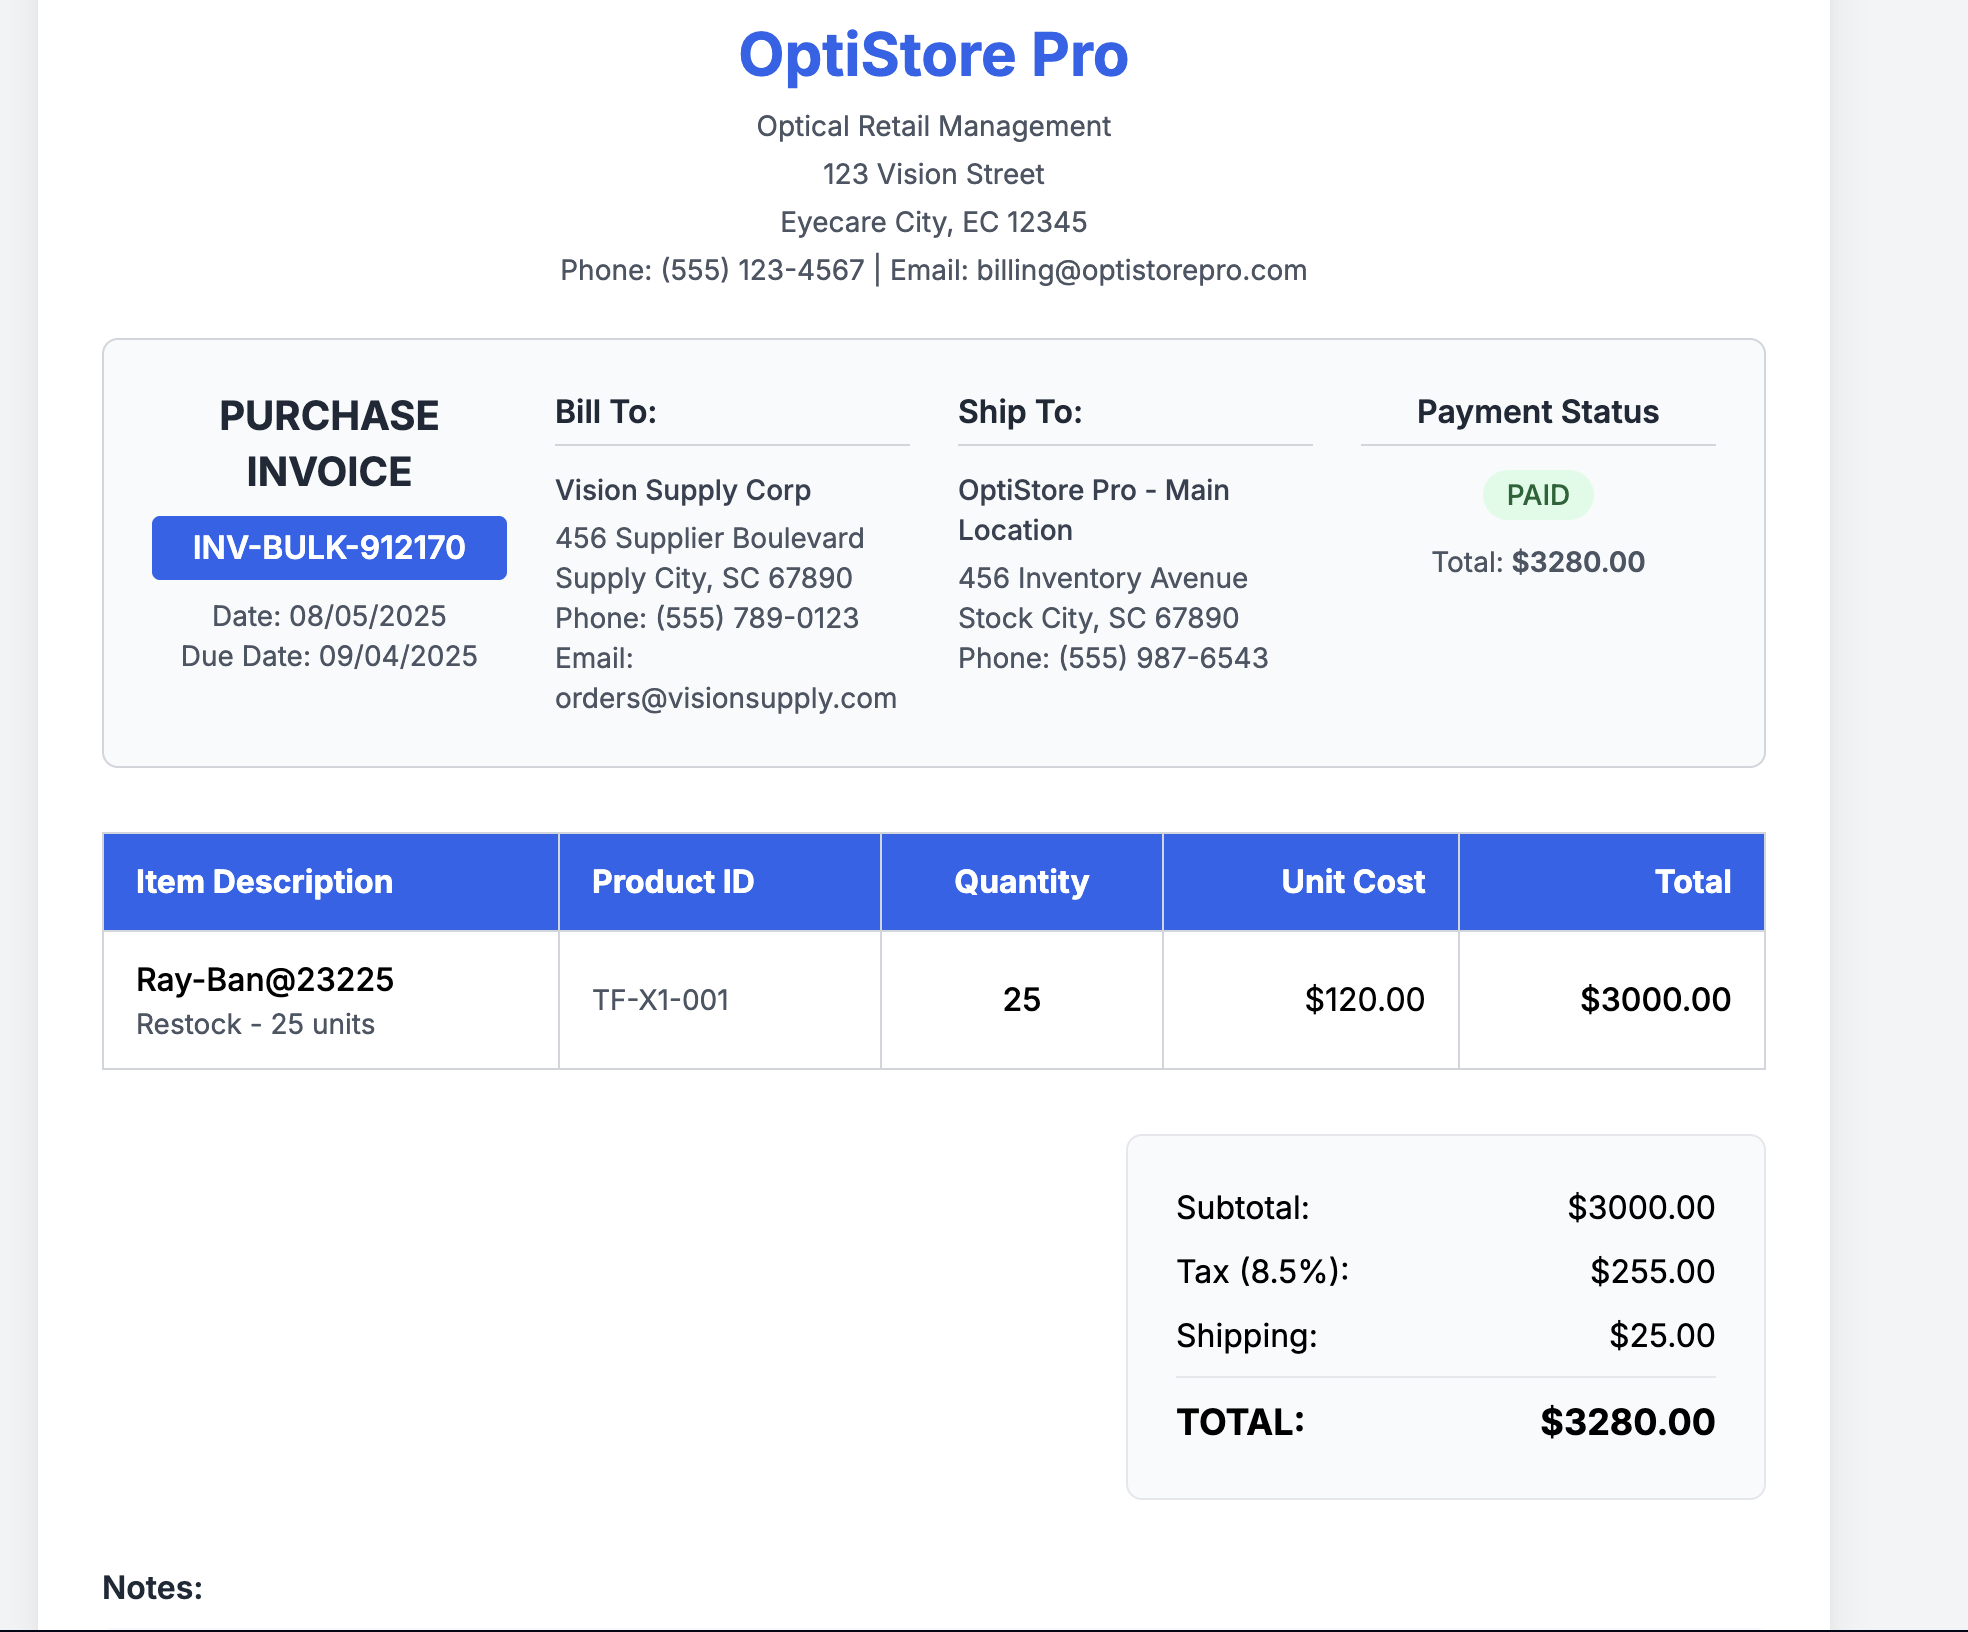 OptiStore Pro
Optical Retail Management
123 Vision Street
Eyecare City, EC 12345
Phone: (555) 123-4567 | Email: billing@optistorepro.com
PURCHASE
INVOICE
INV-BULK-912170
Date: 08/05/2025
Due Date: 09/04/2025
Bill To:
Vision Supply Corp
456 Supplier Boulevard
Supply City, SC 67890
Phone: (555) 789-0123
Email:
orders@visionsupply.com
Ship To:
OptiStore Pro - Main
Location
456 Inventory Avenue
Stock City, SC 67890
Phone: (555) 987-6543
Payment Status
PAID
Total: $3280.00
Item Description Product ID Quantity Unit Cost Total
Ray-Ban@23225
Restock - 25 units
TF-X1-001 25 $120.00 $3000.00
Subtotal: $3000.00
Tax (8.5%): $255.00
Shipping: $25.00
TOTAL: $3280.00
Notes: